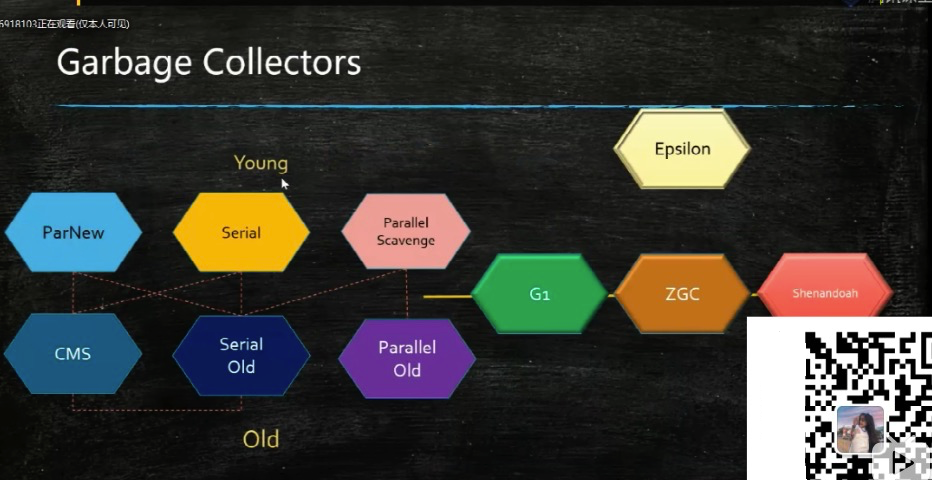 6918103正在观看(仅本人可见)
Garbage Collectors
Epsilon
Young
ParNew
Serial
Parallel
Scavenge
G1
ZGC
Shenandoah
CMS
Serial
Old
Parallel
Old
Old